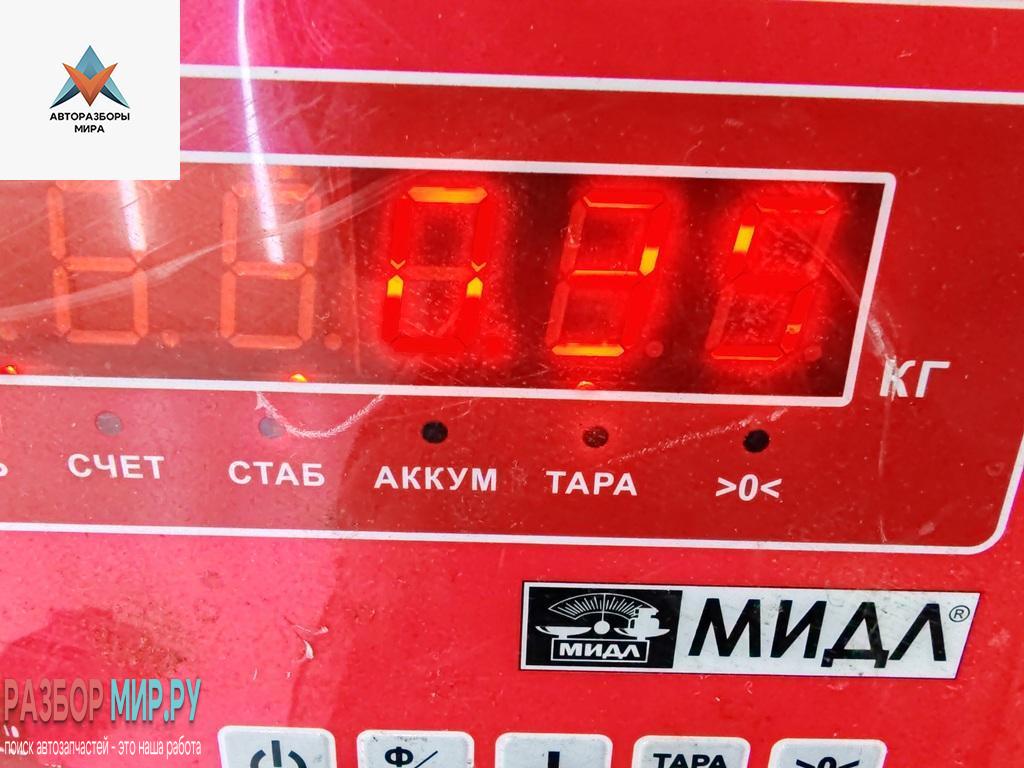 АВТОРАЗБОРЫ
МИРА
КГ
СЧЕТ СТАБ АККУМ ТАРА >0<
МИДЛ МИДЛ®
РАЗБОР МИР.РУ
поиск автозапчастей - это наша работа
Ф/ ТАРА >0<